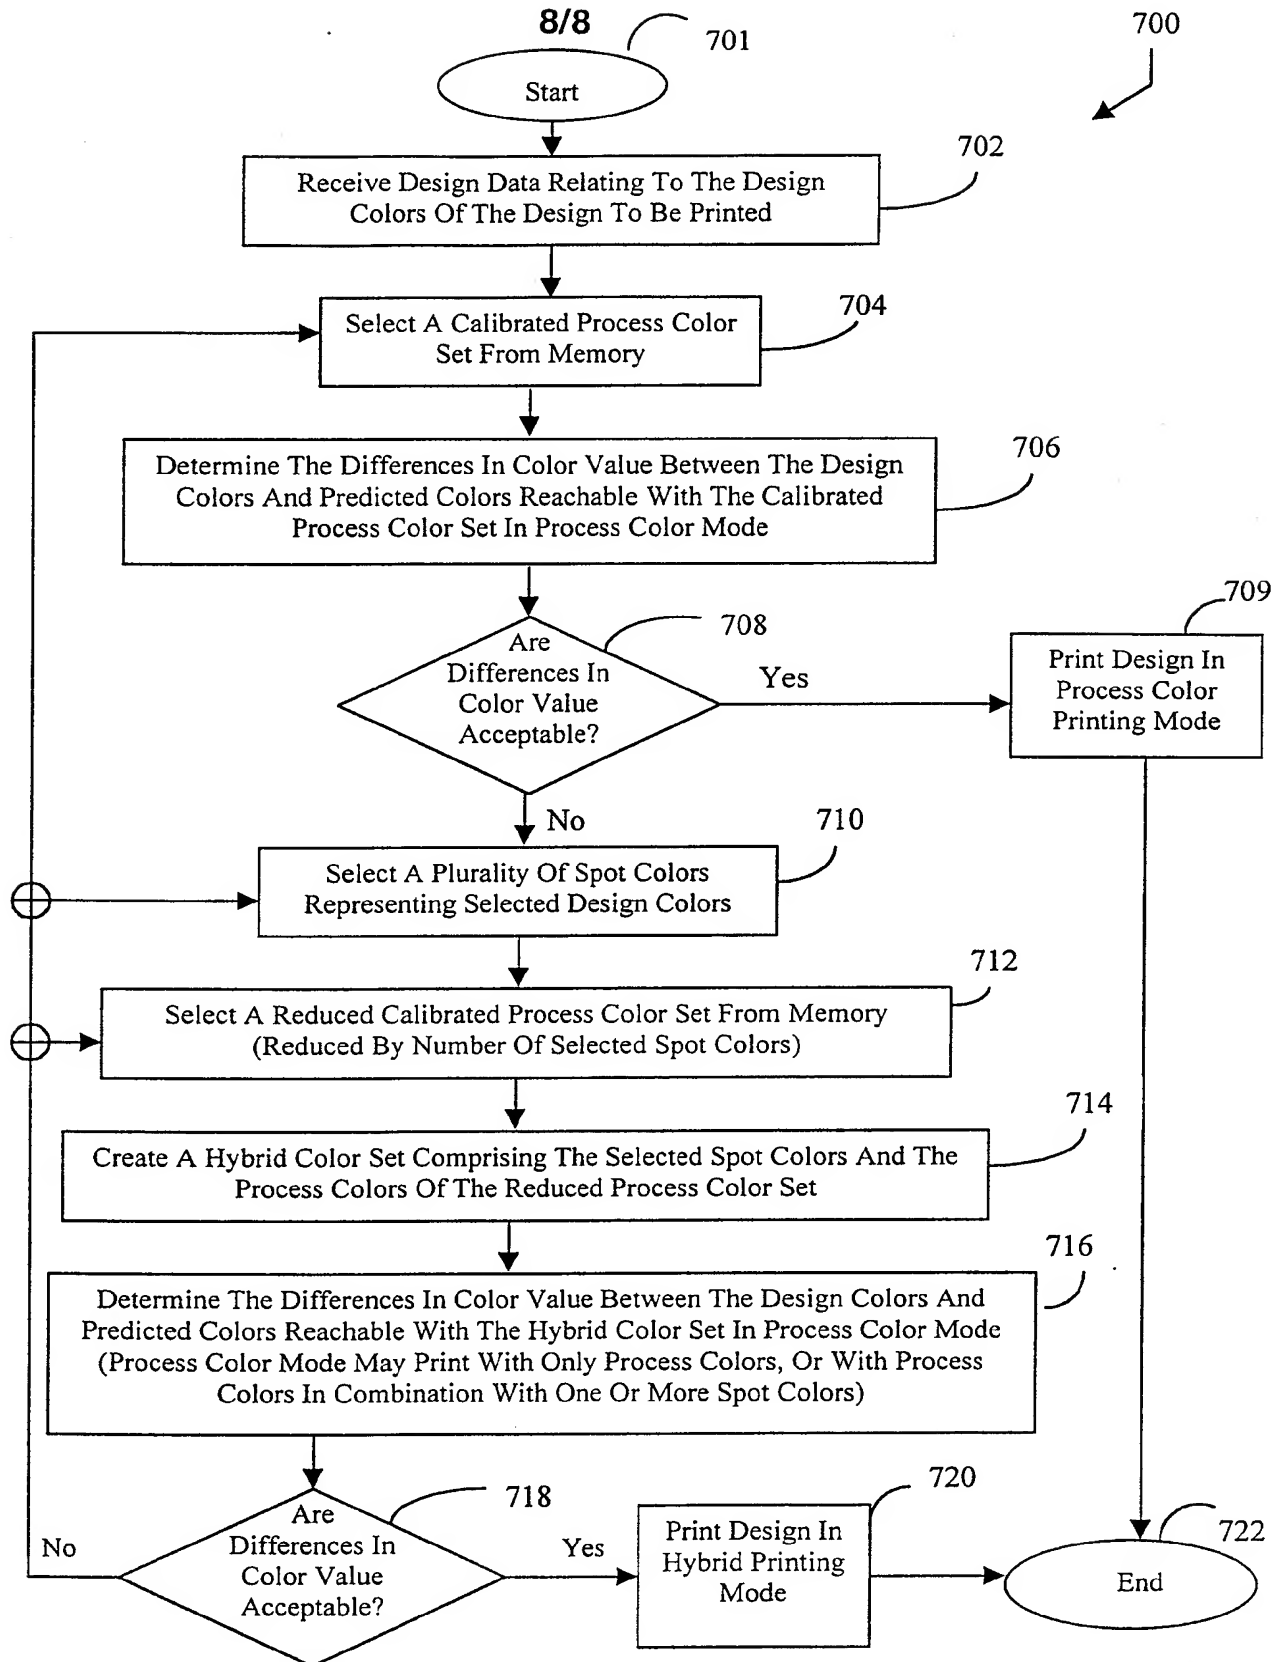 8/8
701
700
Start
702
Receive Design Data Relating To The Design
Colors Of The Design To Be Printed
704
Select A Calibrated Process Color
Set From Memory
706
Determine The Differences In Color Value Between The Design
Colors And Predicted Colors Reachable With The Calibrated
Process Color Set In Process Color Mode
708
Are
Differences In
Color Value
Acceptable?
Yes
709
Print Design In
Process Color
Printing Mode
No
710
Select A Plurality Of Spot Colors
Representing Selected Design Colors
712
Select A Reduced Calibrated Process Color Set From Memory
(Reduced By Number Of Selected Spot Colors)
714
Create A Hybrid Color Set Comprising The Selected Spot Colors And The
Process Colors Of The Reduced Process Color Set
716
Determine The Differences In Color Value Between The Design Colors And
Predicted Colors Reachable With The Hybrid Color Set In Process Color Mode
(Process Color Mode May Print With Only Process Colors, Or With Process
Colors In Combination With One Or More Spot Colors)
718
Are
Differences In
Color Value
Acceptable?
No
Yes
720
Print Design In
Hybrid Printing
Mode
722
End